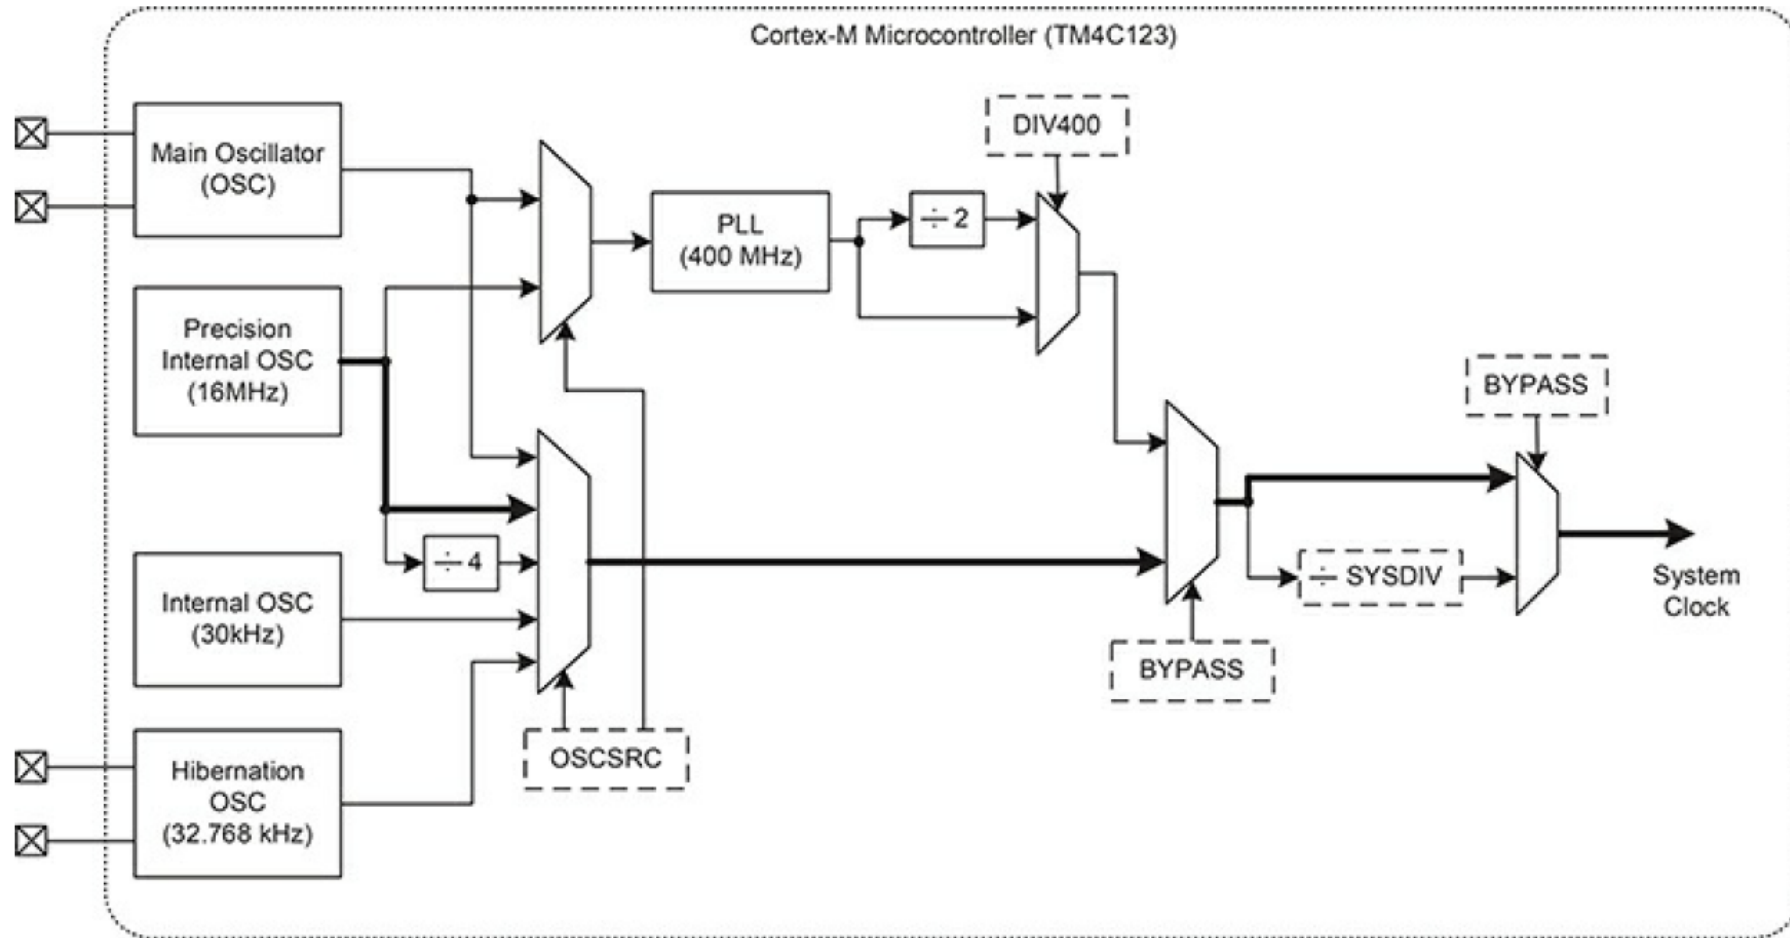 Cortex-M Microcontroller (TM4C123)
Main Oscillator
(OSC)
DIV400
PLL
(400 MHz)
÷ 2
Precision
Internal OSC
(16MHz)
BYPASS
÷ 4
Internal OSC
(30kHz)
÷ SYSDIV
System
Clock
BYPASS
OSCSRC
Hibernation
OSC
(32.768 kHz)